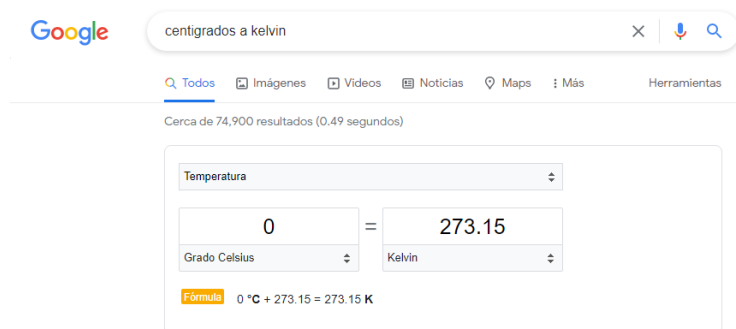 Google centigrados a kelvin
Todos Imágenes Videos Noticias Maps Más Herramientas
Cerca de 74,900 resultados (0.49 segundos)
Temperatura
0 = 273.15
Grado Celsius Kelvin
Fórmula 0 °C + 273.15 = 273.15 K